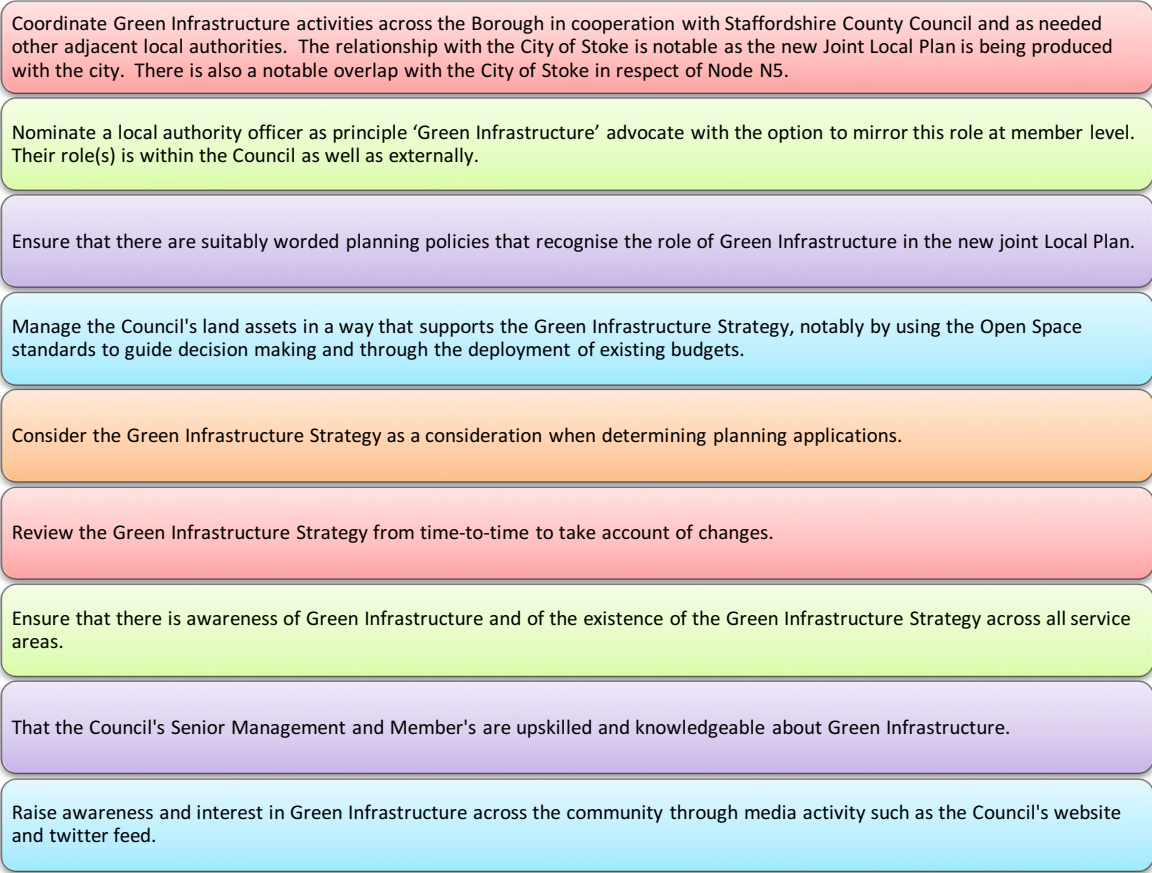 Coordinate Green Infrastructure activities across the Borough in cooperation with Staffordshire County Council and as needed
other adjacent local authorities.  The relationship with the City of Stoke is notable as the new Joint Local Plan is being produced
with the city.  There is also a notable overlap with the City of Stoke in respect of Node N5.
Nominate a local authority officer as principle ‘Green Infrastructure’ advocate with the option to mirror this role at member level.
Their role(s) is within the Council as well as externally.
Ensure that there are suitably worded planning policies that recognise the role of Green Infrastructure in the new joint Local Plan.
Manage the Council's land assets in a way that supports the Green Infrastructure Strategy, notably by using the Open Space
standards to guide decision making and through the deployment of existing budgets.
Consider the Green Infrastructure Strategy as a consideration when determining planning applications.
Review the Green Infrastructure Strategy from time-to-time to take account of changes.
Ensure that there is awareness of Green Infrastructure and of the existence of the Green Infrastructure Strategy across all service
areas.
That the Council's Senior Management and Member's are upskilled and knowledgeable about Green Infrastructure.
Raise awareness and interest in Green Infrastructure across the community through media activity such as the Council's website
and twitter feed.